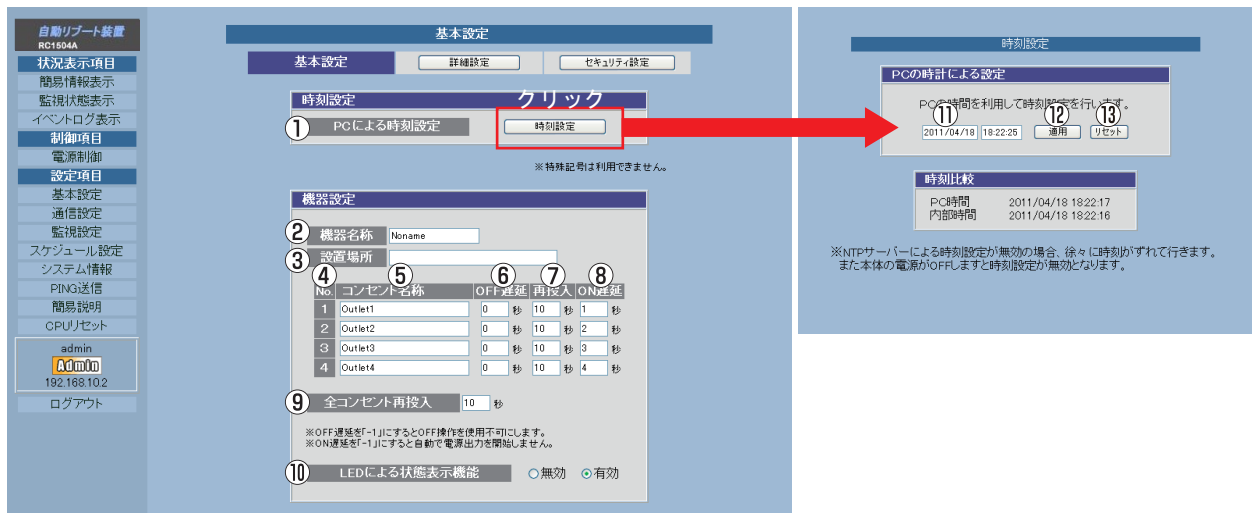 自動リブート装置
RC1504A
状況表示項目
簡易情報表示
監視状態表示
イベントログ表示
制御項目
電源制御
設定項目
基本設定
通信設定
監視設定
スケジュール設定
システム情報
PING送信
簡易説明
CPUリセット
admin
Admin
192.168.10.2
ログアウト
基本設定
基本設定 詳細設定 セキュリティ設定
時刻設定 クリック
① PCによる時刻設定 時刻設定
※特殊記号は利用できません。
機器設定
② 機器名称 Noname
③ 設置場所
④ ⑤ ⑥ ⑦ ⑧
No. コンセント名称 OFF遅延 再投入 ON遅延
1 Outlet1 0 秒 10 秒 1 秒
2 Outlet2 0 秒 10 秒 2 秒
3 Outlet3 0 秒 10 秒 3 秒
4 Outlet4 0 秒 10 秒 4 秒
⑨ 全コンセント再投入 10 秒
※OFF遅延を「-1」にするとOFF操作を使用不可にします。
※ON遅延を「-1」にすると自動で電源出力を開始しません。
⑩ LEDによる状態表示機能 無効 有効
時刻設定
PCの時計による設定
PCの時間を利用して時刻設定を行います。
⑪ ⑫ ⑬
2011/04/18 18:22:25 適用 リセット
時刻比較
PC時間 2011/04/18 18:22:17
内部時間 2011/04/18 18:22:16
※NTPサーバーによる時刻設定が無効の場合、徐々に時刻がずれて行きます。
また本体の電源がOFFしますと時刻設定が無効となります。